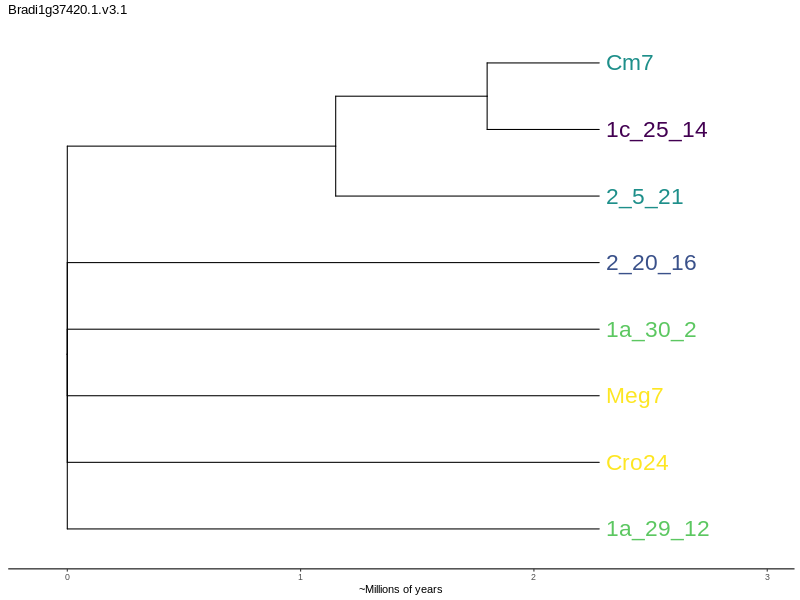 Bradi1g37420.1.v3.1
Cm7
1c_25_14
2_5_21
2_20_16
1a_30_2
Meg7
Cro24
1a_29_12
0 1 2 3
~Millions of years